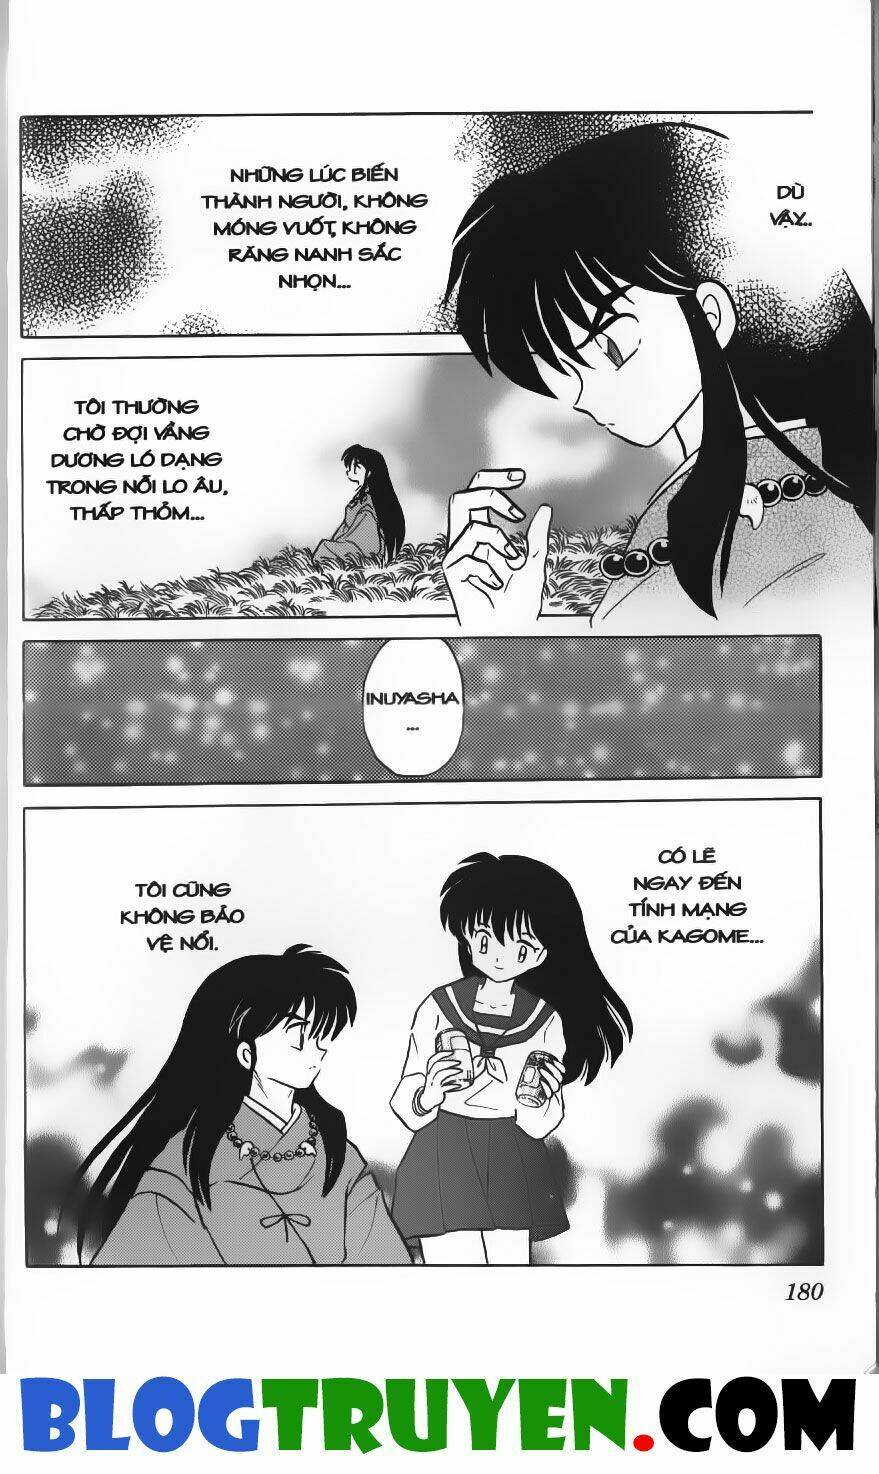 DÙ
VẬY...
NHỮNG LÚC BIẾN
THÀNH NGƯỜI, KHÔNG
MÓNG VUỐT, KHÔNG
RĂNG NANH SẮC
NHỌN...
TÔI THƯỜNG
CHỜ ĐỢI VẦNG
DƯƠNG LÓ DẠNG
TRONG NỖI LO ÂU,
THẤP THỎM...
INUYASHA
...
CÓ LẼ
NGAY ĐẾN
TÍNH MẠNG
CỦA KAGOME...
TÔI CŨNG
KHÔNG BẢO
VỆ NỔI.
180
BLOGTRUYEN.COM